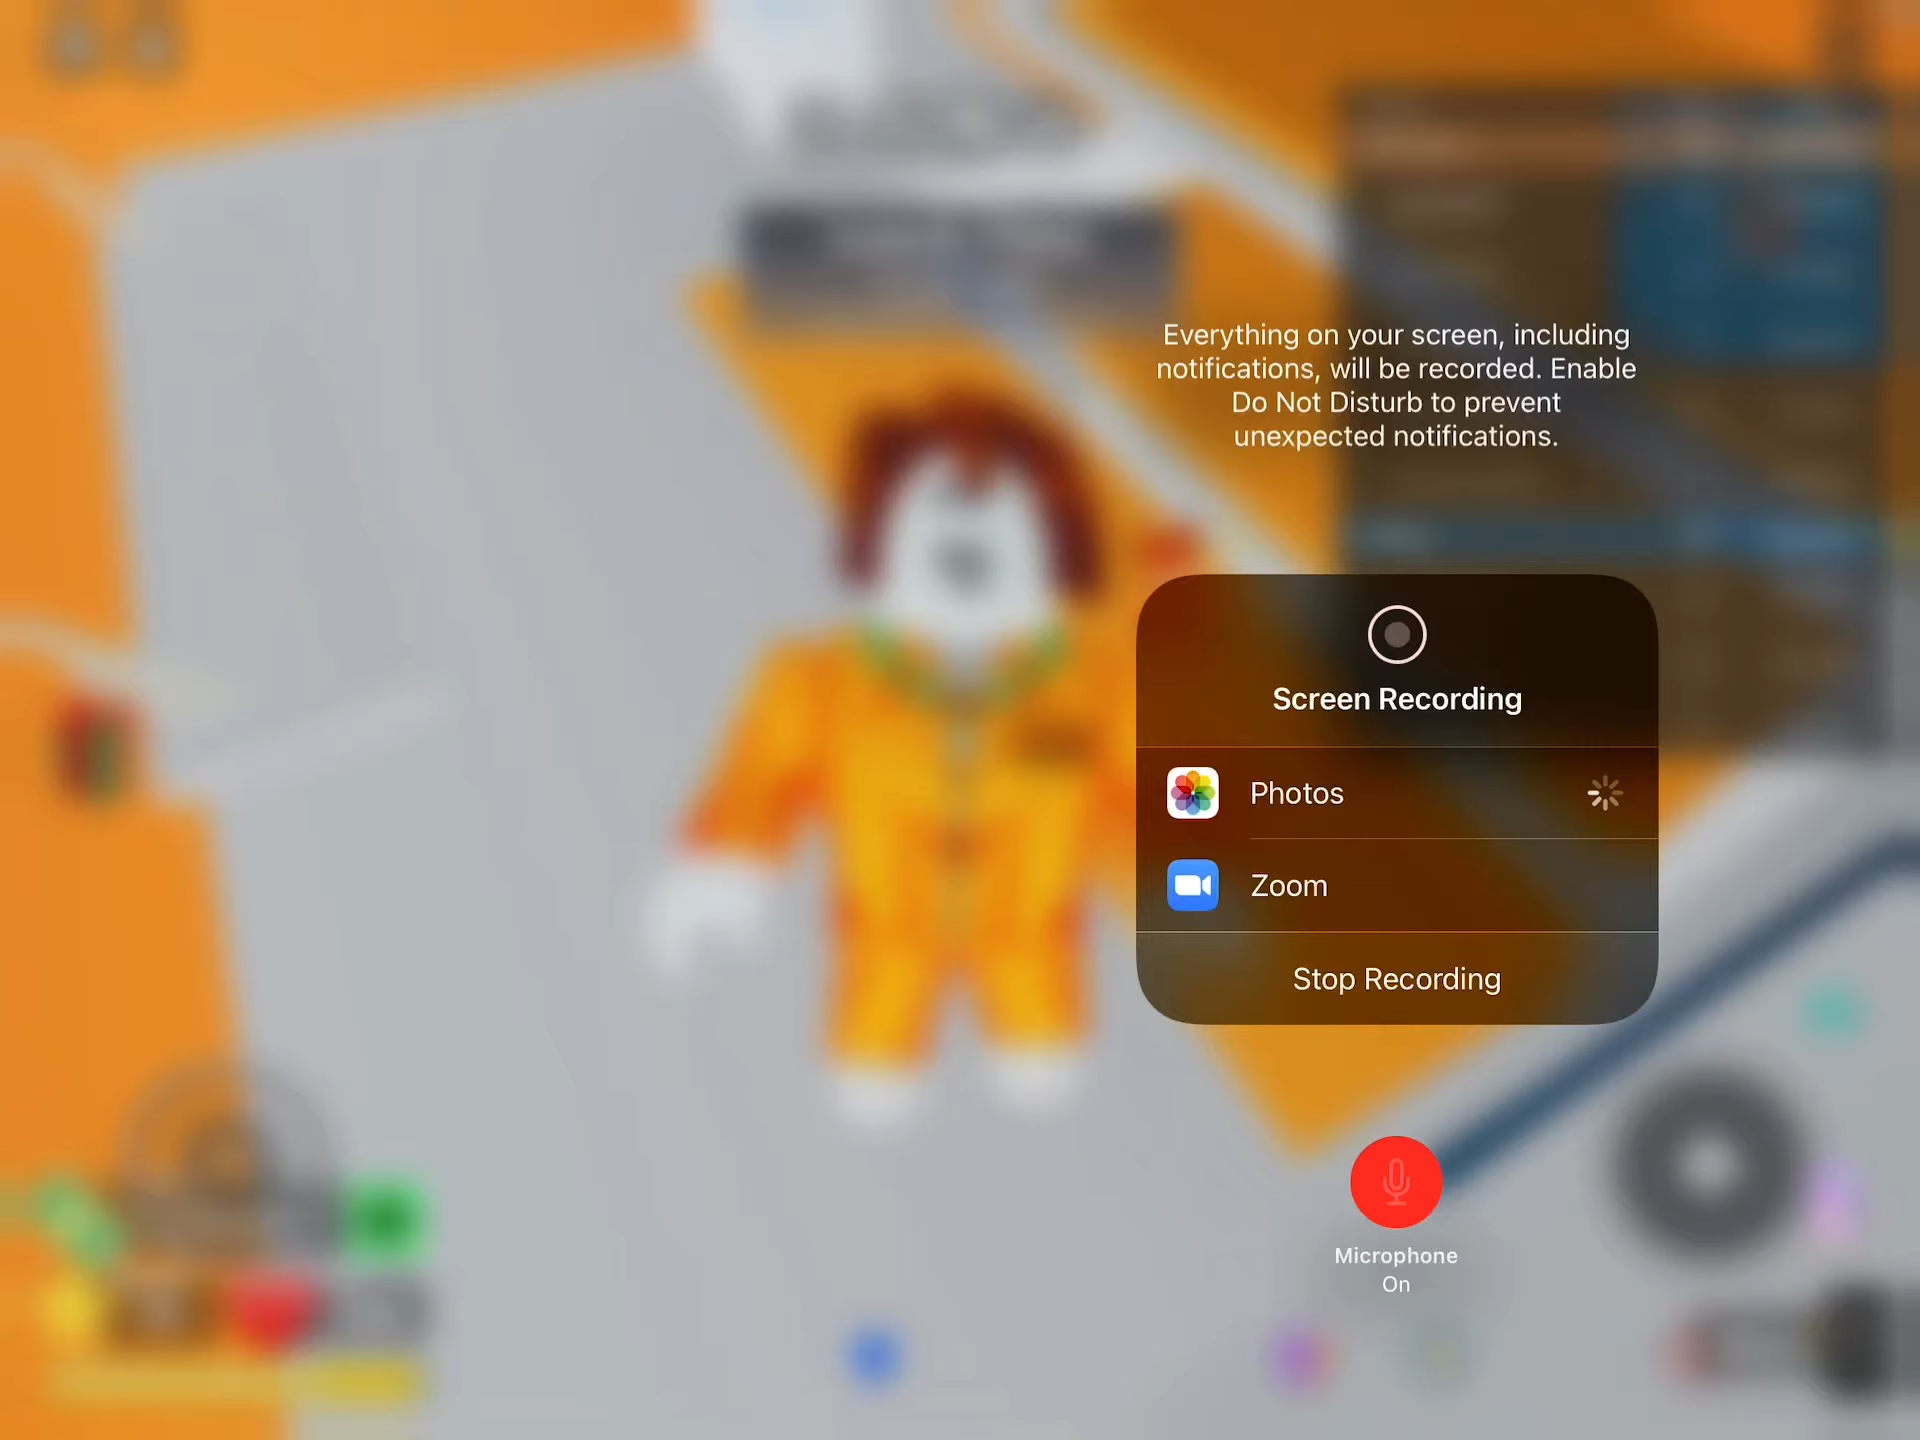 Everything on your screen, including
notifications, will be recorded. Enable
Do Not Disturb to prevent
unexpected notifications.
Screen Recording
Photos
Zoom
Stop Recording
Microphone
On